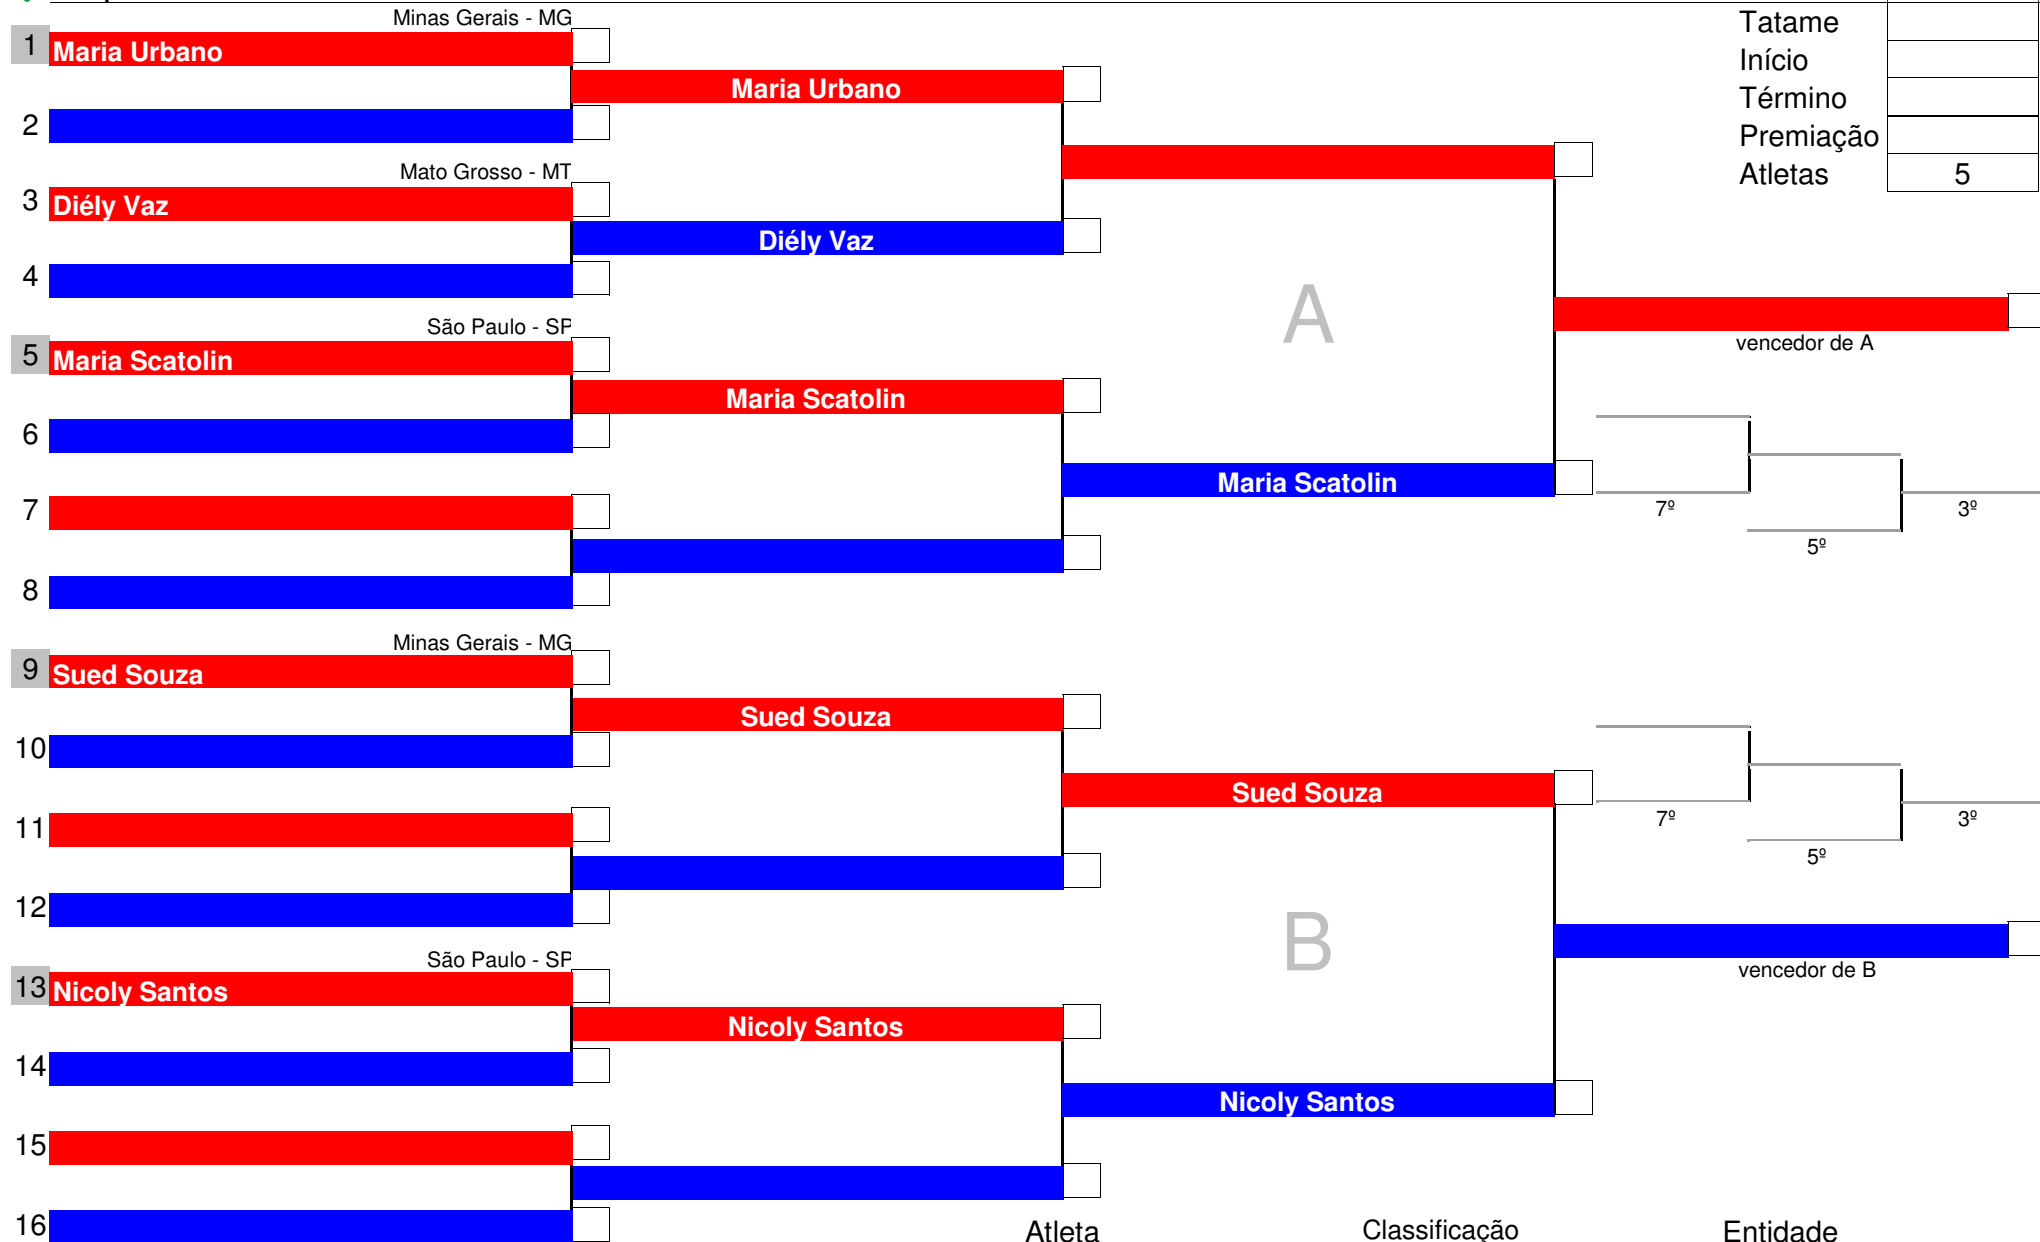 Minas Gerais - MG
Tatame
1 Maria Urbano
Início
Maria Urbano
Término
2
Premiação
Mato Grosso - MT
Atletas 5
3 Diély Vaz
Diély Vaz
4
A
São Paulo - SP
vencedor de A
5 Maria Scatolin
Maria Scatolin
6
Maria Scatolin
7
7º 3º
5º
8
Minas Gerais - MG
9 Sued Souza
Sued Souza
10
Sued Souza
11
7º 3º
5º
12
B
São Paulo - SP
vencedor de B
13 Nicoly Santos
Nicoly Santos
14
Nicoly Santos
15
16
Atleta Classificação Entidade